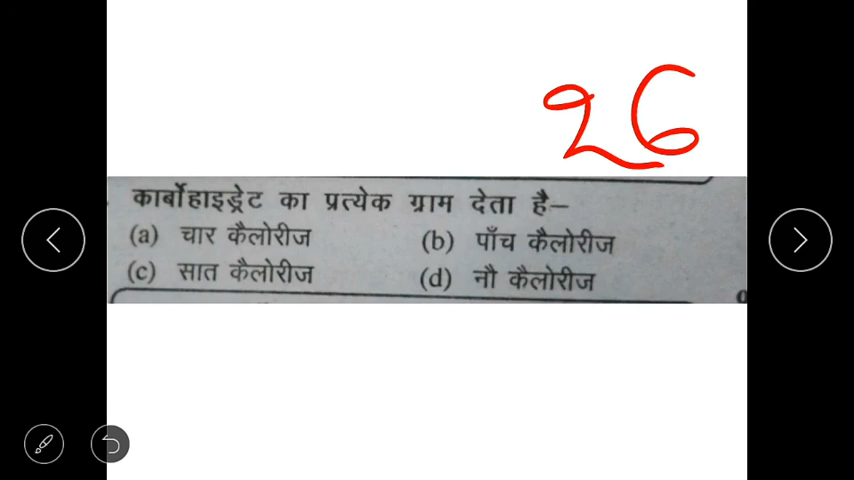 26
कार्बोहाइड्रेट का प्रत्येक ग्राम देता है–
(a) चार कैलोरीज (b) पाँच कैलोरीज
(c) सात कैलोरीज (d) नौ कैलोरीज